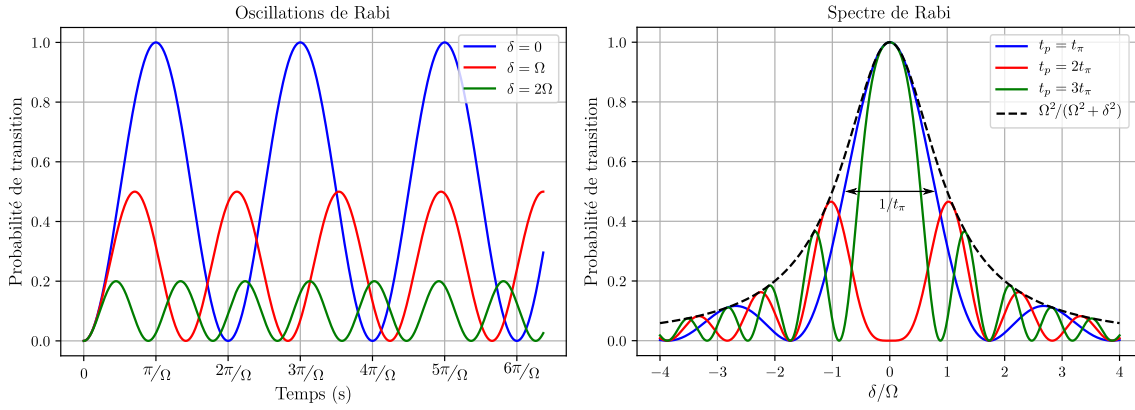 Oscillations de Rabi
Probabilité de transition
1.0
0.8
0.6
0.4
0.2
0.0
δ = 0
δ = Ω
δ = 2Ω
0
π/Ω
2π/Ω
3π/Ω
4π/Ω
5π/Ω
6π/Ω
Temps (s)
Spectre de Rabi
Probabilité de transition
1.0
0.8
0.6
0.4
0.2
0.0
t_p = t_π
t_p = 2t_π
t_p = 3t_π
Ω²/(Ω² + δ²)
1/t_π
−4
−3
−2
−1
0
1
2
3
4
δ/Ω